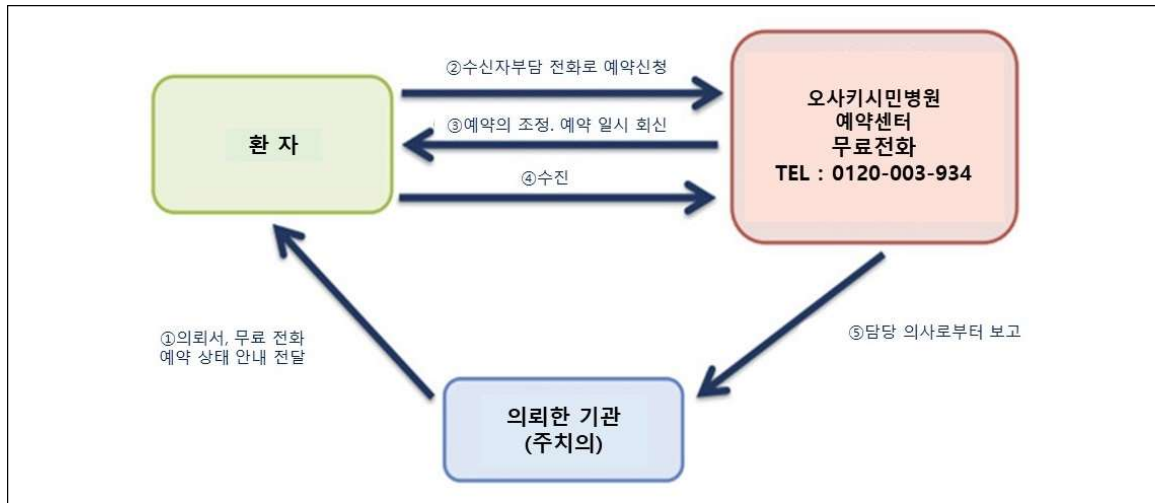 ②수신자부담 전화로 예약신청
환 자
③예약의 조정. 예약 일시 회신
④수진
오사키시민병원
예약센터
무료전화
TEL : 0120-003-934
①의뢰서, 무료 전화
예약 상태 안내 전달
⑤담당 의사로부터 보고
의뢰한 기관
(주치의)